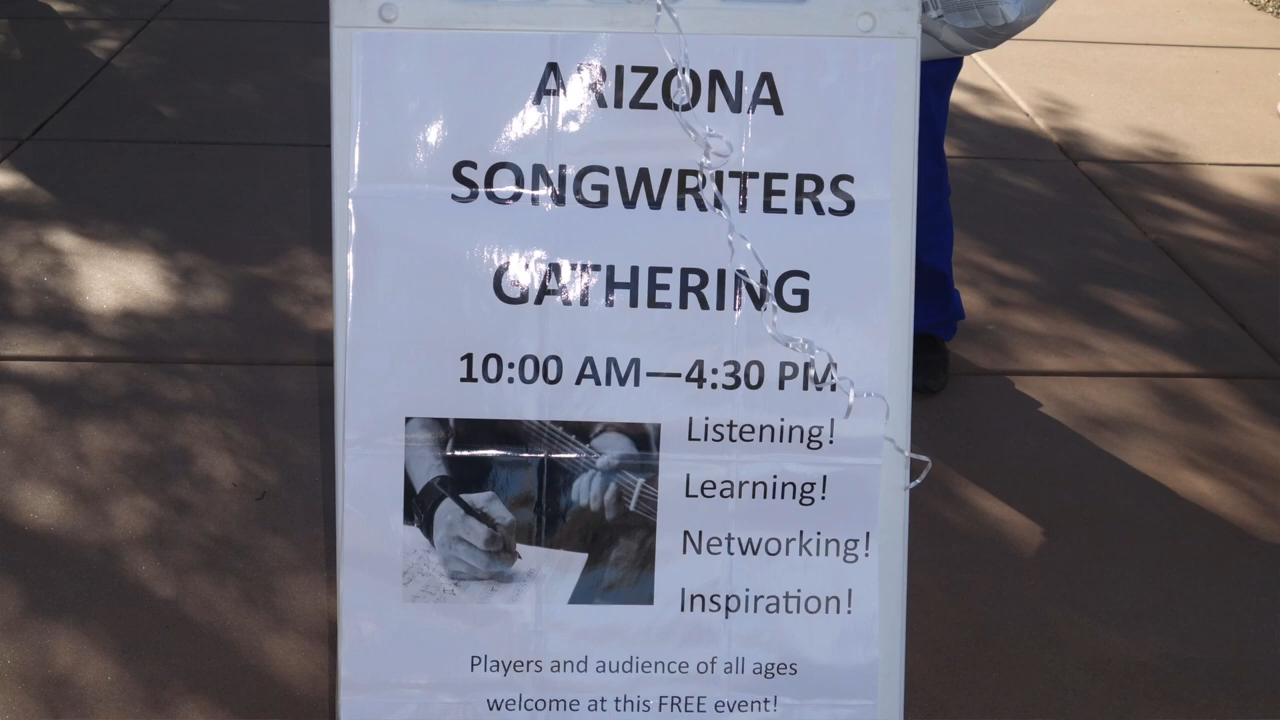 ARIZONA
SONGWRITERS
GATHERING
10:00 AM—4:30 PM
Listening!
Learning!
Networking!
Inspiration!
Players and audience of all ages
welcome at this FREE event!